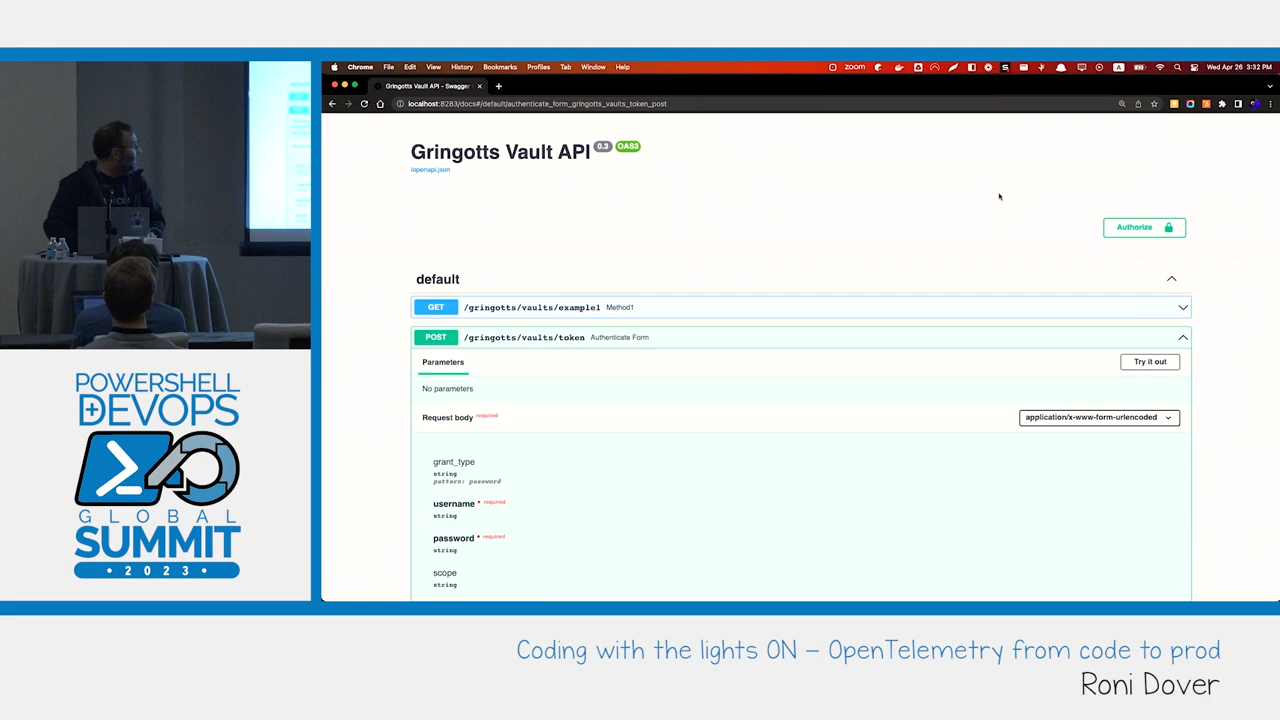 Chrome File Edit View History Bookmarks Profiles Tab Window Help
zoom
Wed Apr 26 3:32 PM
Gringotts Vault API - Swagger
localhost:8283/docs#/default/authenticate_form_gringotts_vaults_token_post
Gringotts Vault API 0.3 OAS3
/openapi.json
Authorize
default
GET /gringotts/vaults/example1 Method1
POST /gringotts/vaults/token Authenticate Form
Parameters
Try it out
No parameters
Request body required
application/x-www-form-urlencoded
grant_type
string
pattern: password
username * required
string
password * required
string
scope
string
POWERSHELL
+DEVOPS
GLOBAL
SUMMIT
• 2023 •
Coding with the lights ON – OpenTelemetry from code to prod
Roni Dover